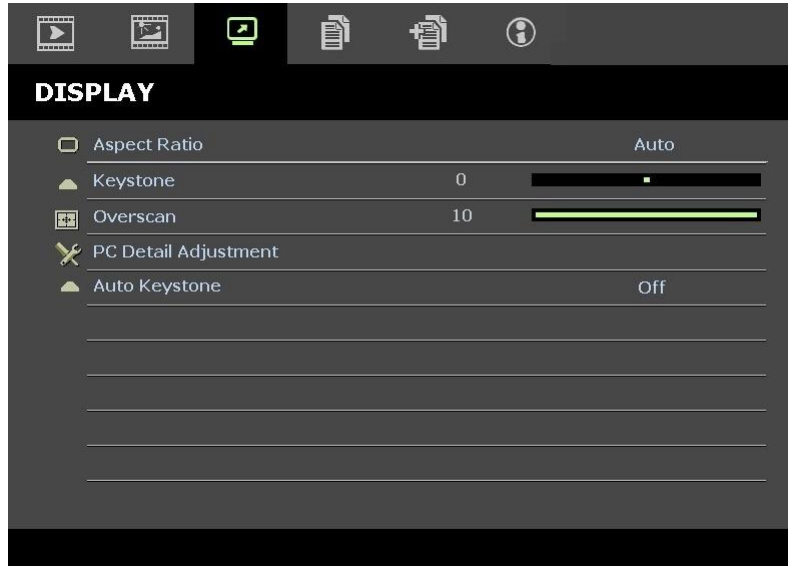 DISPLAY
Aspect Ratio Auto
Keystone 0
Overscan 10
PC Detail Adjustment
Auto Keystone Off